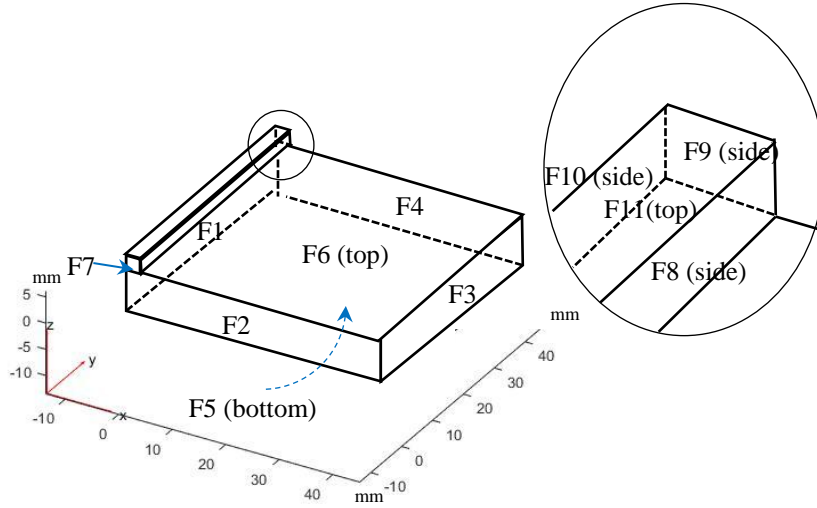 F9 (side)
F10 (side)
F11(top)
F8 (side)
F4
F1
F6 (top)
F7
F3
F2
F5 (bottom)
mm
5
0
-5
-10
z
y
x
-10
0
10
20
30
40
mm
-10
0
10
20
30
40
mm